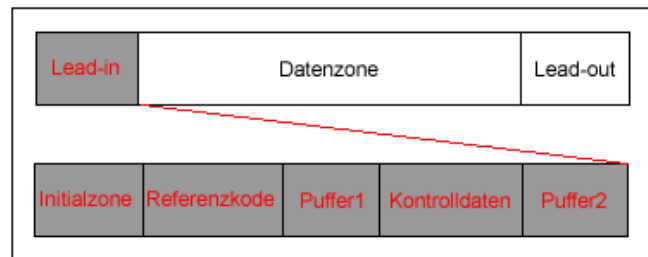 Lead-in Datenzone Lead-out
Initialzone Referenzkode Puffer1 Kontrolldaten Puffer2